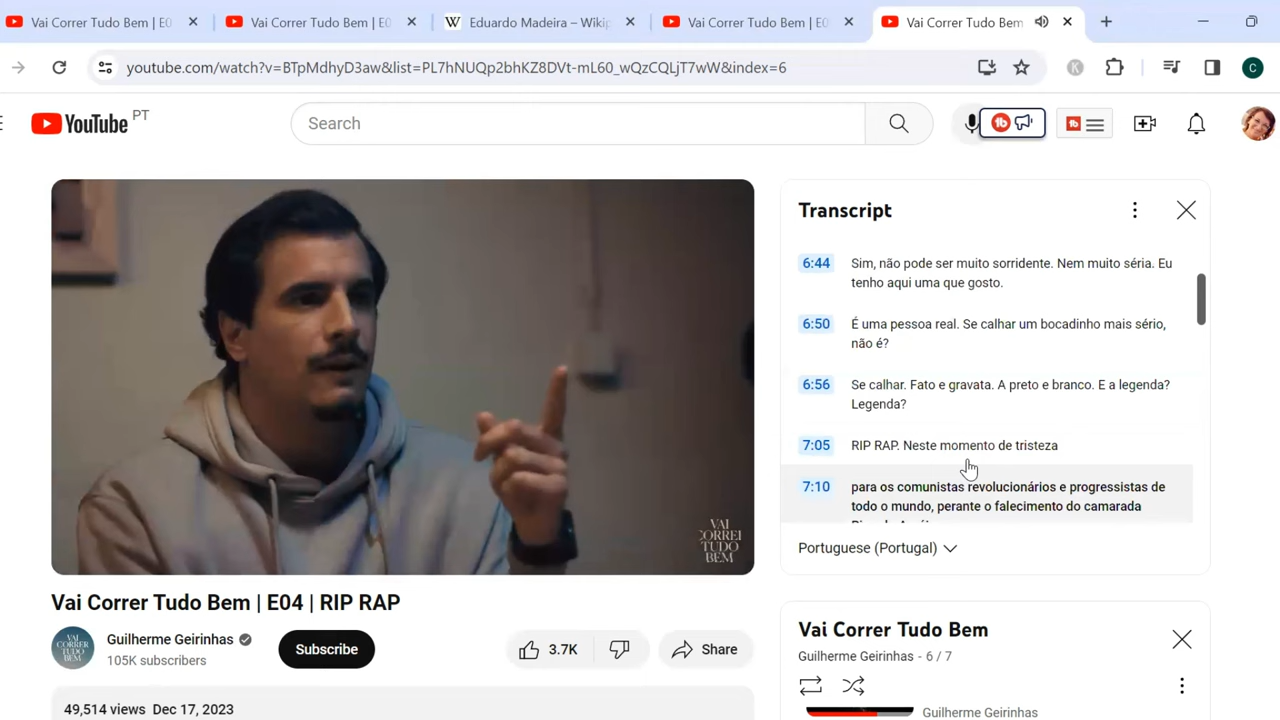 Vai Correr Tudo Bem | E0
Vai Correr Tudo Bem | E0
Eduardo Madeira – Wikip
Vai Correr Tudo Bem | E0
Vai Correr Tudo Bem
youtube.com/watch?v=BTpMdhyD3aw&list=PL7hNUQp2bhKZ8DVt-mL60_wQzCQLjT7wW&index=6
K
C
YouTube PT
Search
Transcript
6:44
Sim, não pode ser muito sorridente. Nem muito séria. Eu
tenho aqui uma que gosto.
6:50
É uma pessoa real. Se calhar um bocadinho mais sério,
não é?
6:56
Se calhar. Fato e gravata. A preto e branco. E a legenda?
Legenda?
7:05
RIP RAP. Neste momento de tristeza
7:10
para os comunistas revolucionários e progressistas de
todo o mundo, perante o falecimento do camarada
Portuguese (Portugal)
VAI
CORRER
TUDO
BEM
Vai Correr Tudo Bem | E04 | RIP RAP
VAI
CORRER
TUDO
BEM
Guilherme Geirinhas
105K subscribers
Subscribe
3.7K
Share
49,514 views Dec 17, 2023
Vai Correr Tudo Bem
Guilherme Geirinhas - 6 / 7
Guilherme Geirinhas